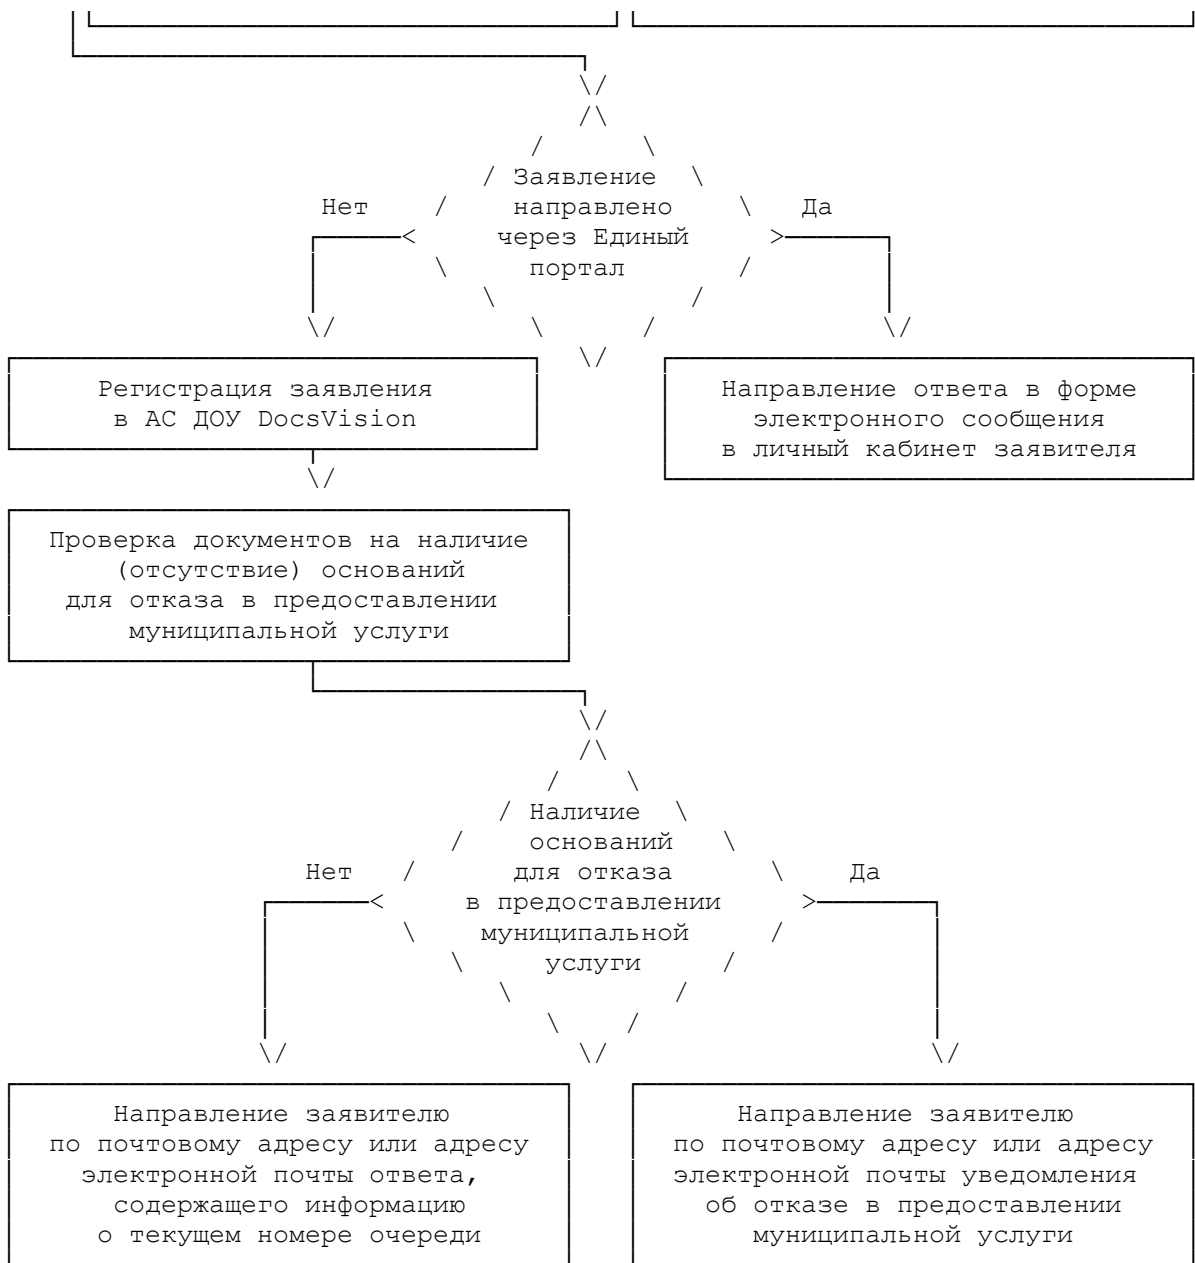 Заявление
Нет направлено Да
через Единый
портал
Регистрация заявления
в АС ДОУ DocsVision
Направление ответа в форме
электронного сообщения
в личный кабинет заявителя
Проверка документов на наличие
(отсутствие) оснований
для отказа в предоставлении
муниципальной услуги
Наличие
оснований
Нет для отказа Да
в предоставлении
муниципальной
услуги
Направление заявителю
по почтовому адресу или адресу
электронной почты ответа,
содержащего информацию
о текущем номере очереди
Направление заявителю
по почтовому адресу или адресу
электронной почты уведомления
об отказе в предоставлении
муниципальной услуги